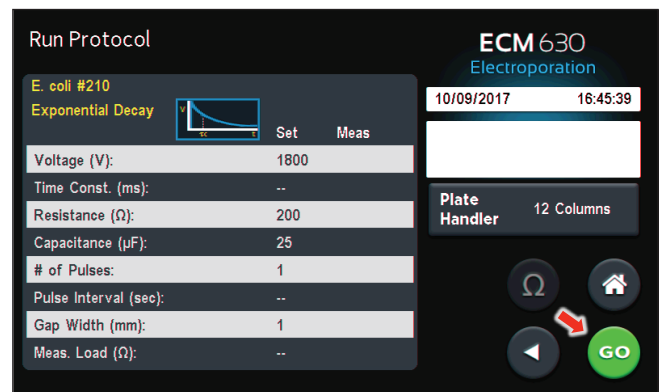 Run Protocol
ECM 630
Electroporation
E. coli #210
Exponential Decay
V
τc
t
Set Meas
Voltage (V): 1800
Time Const. (ms): --
Resistance (Ω): 200
Capacitance (µF): 25
# of Pulses: 1
Pulse Interval (sec): --
Gap Width (mm): 1
Meas. Load (Ω): --
10/09/2017 16:45:39
Plate Handler 12 Columns
Ω
GO